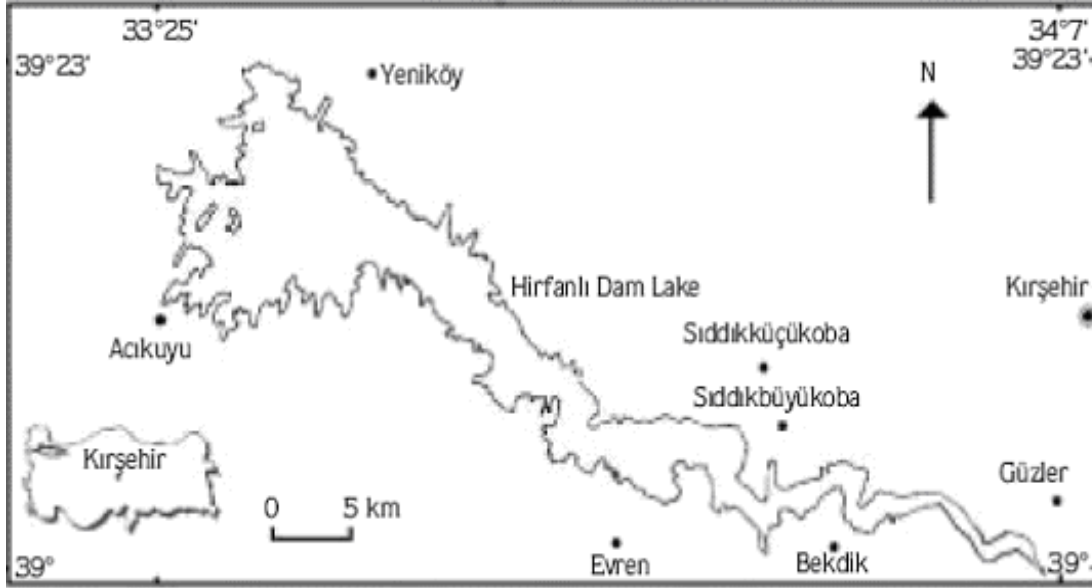 33°25'
34°7'
39°23'
39°23'
Yeniköy
N
Hirfanlı Dam Lake
Kırşehir
Acıkuyu
Sıddıkküçükoba
Sıddıkbüyükoba
Kırşehir
Güzler
0 5 km
Evren
Bekdik
39°
39°